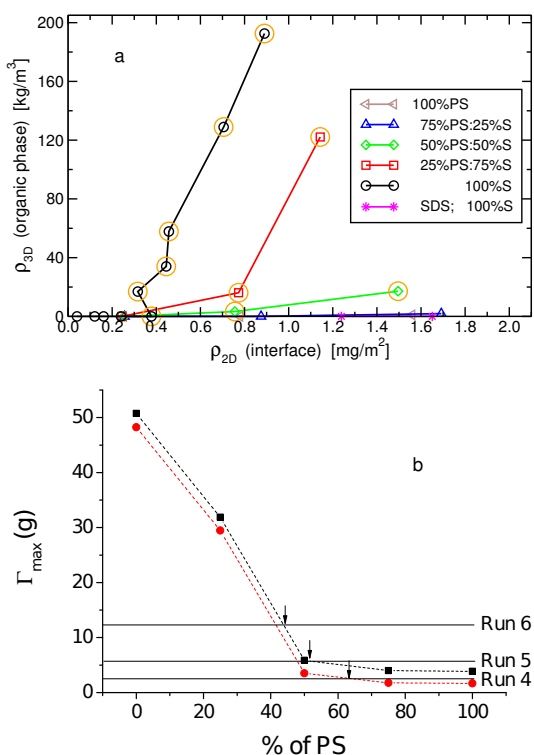 a
ρ3D (organic phase) [kg/m³]
200
160
120
80
40
0
100%PS
75%PS:25%S
50%PS:50%S
25%PS:75%S
100%S
SDS; 100%S
0.0 0.2 0.4 0.6 0.8 1.0 1.2 1.4 1.6 1.8 2.0
ρ2D (interface) [mg/m²]
b
Γmax (g)
50
40
30
20
10
0
Run 6
Run 5
Run 4
0 20 40 60 80 100
% of PS